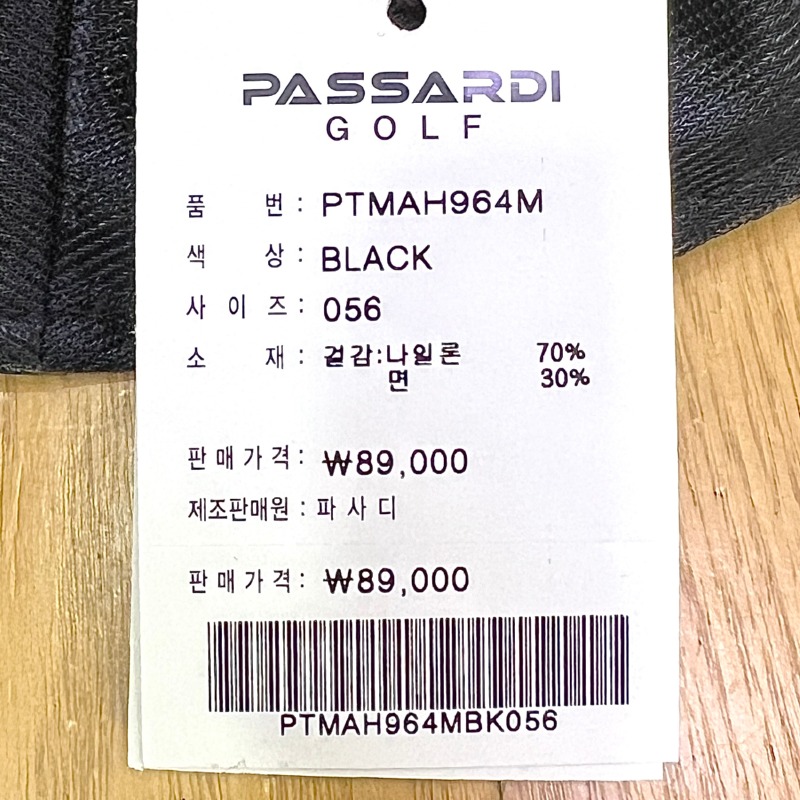 PASSARDI
GOLF
품 번 : PTMAH964M
색 상 : BLACK
사 이 즈 : 056
소 재 : 겉감:나일론 70%
면 30%
판매가격: ₩89,000
제조판매원 : 파사디
판매가격: ₩89,000
PTMAH964MBK056